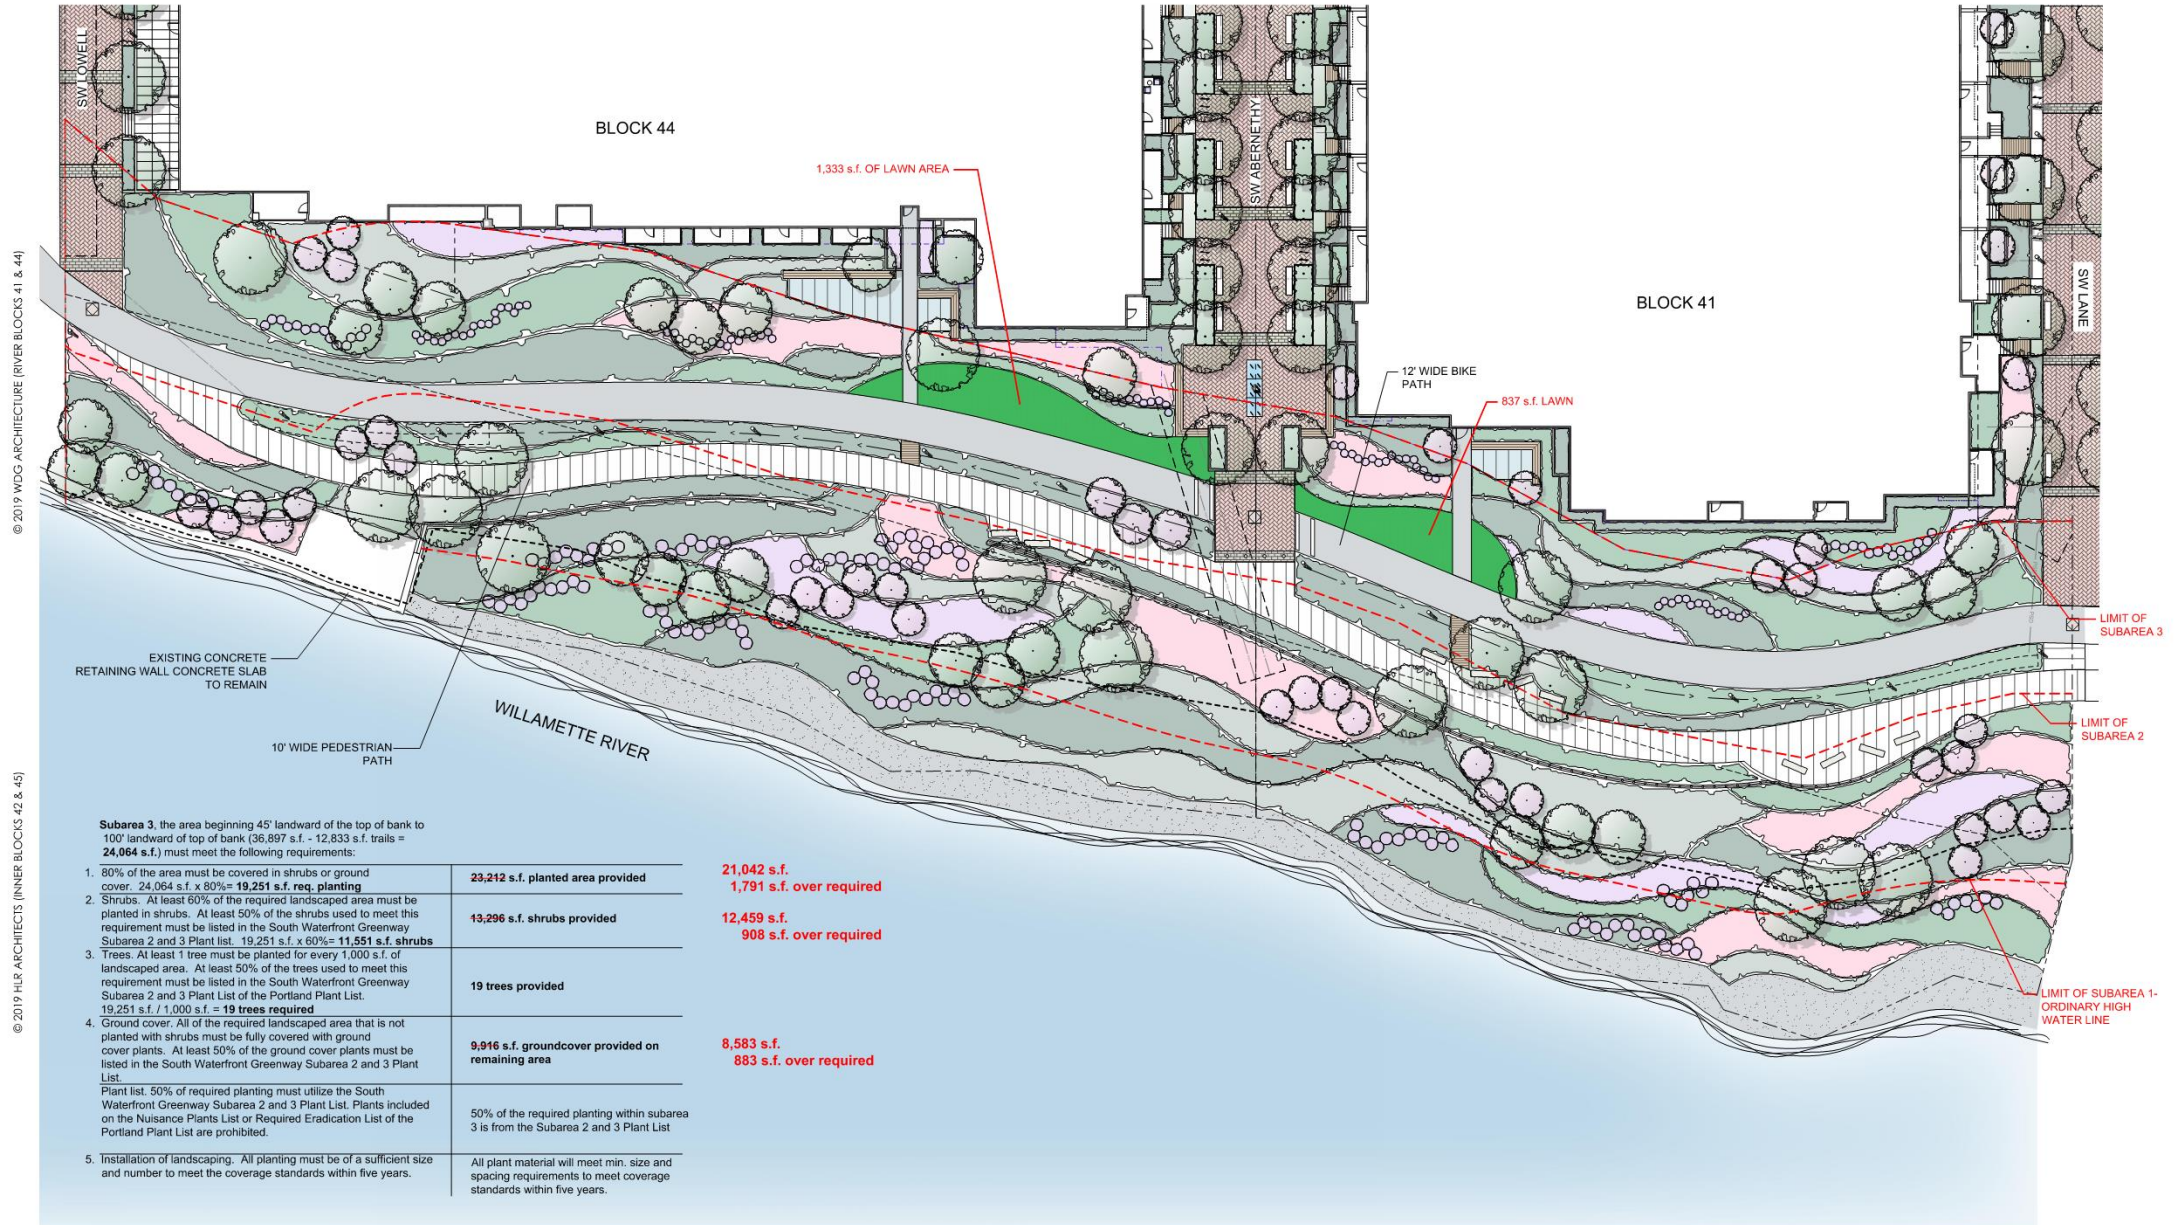 SW LOWELL
BLOCK 44
1,333 s.f. OF LAWN AREA
SW ABERNETHY
BLOCK 41
SW LANE
12' WIDE BIKE
PATH
837 s.f. LAWN
© 2019 WDG ARCHITECTURE (RIVER BLOCKS 41 & 44)
© 2019 HLR ARCHITECTS (INNER BLOCKS 42 & 45)
LIMIT OF
SUBAREA 3
EXISTING CONCRETE
RETAINING WALL CONCRETE SLAB
TO REMAIN
WILLAMETTE RIVER
LIMIT OF
SUBAREA 2
10' WIDE PEDESTRIAN
PATH
LIMIT OF SUBAREA 1-
ORDINARY HIGH
WATER LINE
Subarea 3, the area beginning 45' landward of the top of bank to
100' landward of top of bank (36,897 s.f. - 12,833 s.f. trails =
24,064 s.f.) must meet the following requirements:
1. 80% of the area must be covered in shrubs or ground
cover. 24,064 s.f. x 80%= 19,251 s.f. req. planting
23,212 s.f. planted area provided
21,042 s.f.
1,791 s.f. over required
2. Shrubs. At least 60% of the required landscaped area must be
planted in shrubs. At least 50% of the shrubs used to meet this
requirement must be listed in the South Waterfront Greenway
Subarea 2 and 3 Plant list. 19,251 s.f. x 60%= 11,551 s.f. shrubs
13,296 s.f. shrubs provided
12,459 s.f.
908 s.f. over required
3. Trees. At least 1 tree must be planted for every 1,000 s.f. of
landscaped area. At least 50% of the trees used to meet this
requirement must be listed in the South Waterfront Greenway
Subarea 2 and 3 Plant List of the Portland Plant List.
19,251 s.f. / 1,000 s.f. = 19 trees required
19 trees provided
4. Ground cover. All of the required landscaped area that is not
planted with shrubs must be fully covered with ground
cover plants. At least 50% of the ground cover plants must be
listed in the South Waterfront Greenway Subarea 2 and 3 Plant
List.
9,916 s.f. groundcover provided on
remaining area
8,583 s.f.
883 s.f. over required
Plant list. 50% of required planting must utilize the South
Waterfront Greenway Subarea 2 and 3 Plant List. Plants included
on the Nuisance Plants List or Required Eradication List of the
Portland Plant List are prohibited.
50% of the required planting within subarea
3 is from the Subarea 2 and 3 Plant List
5. Installation of landscaping. All planting must be of a sufficient size
and number to meet the coverage standards within five years.
All plant material will meet min. size and
spacing requirements to meet coverage
standards within five years.